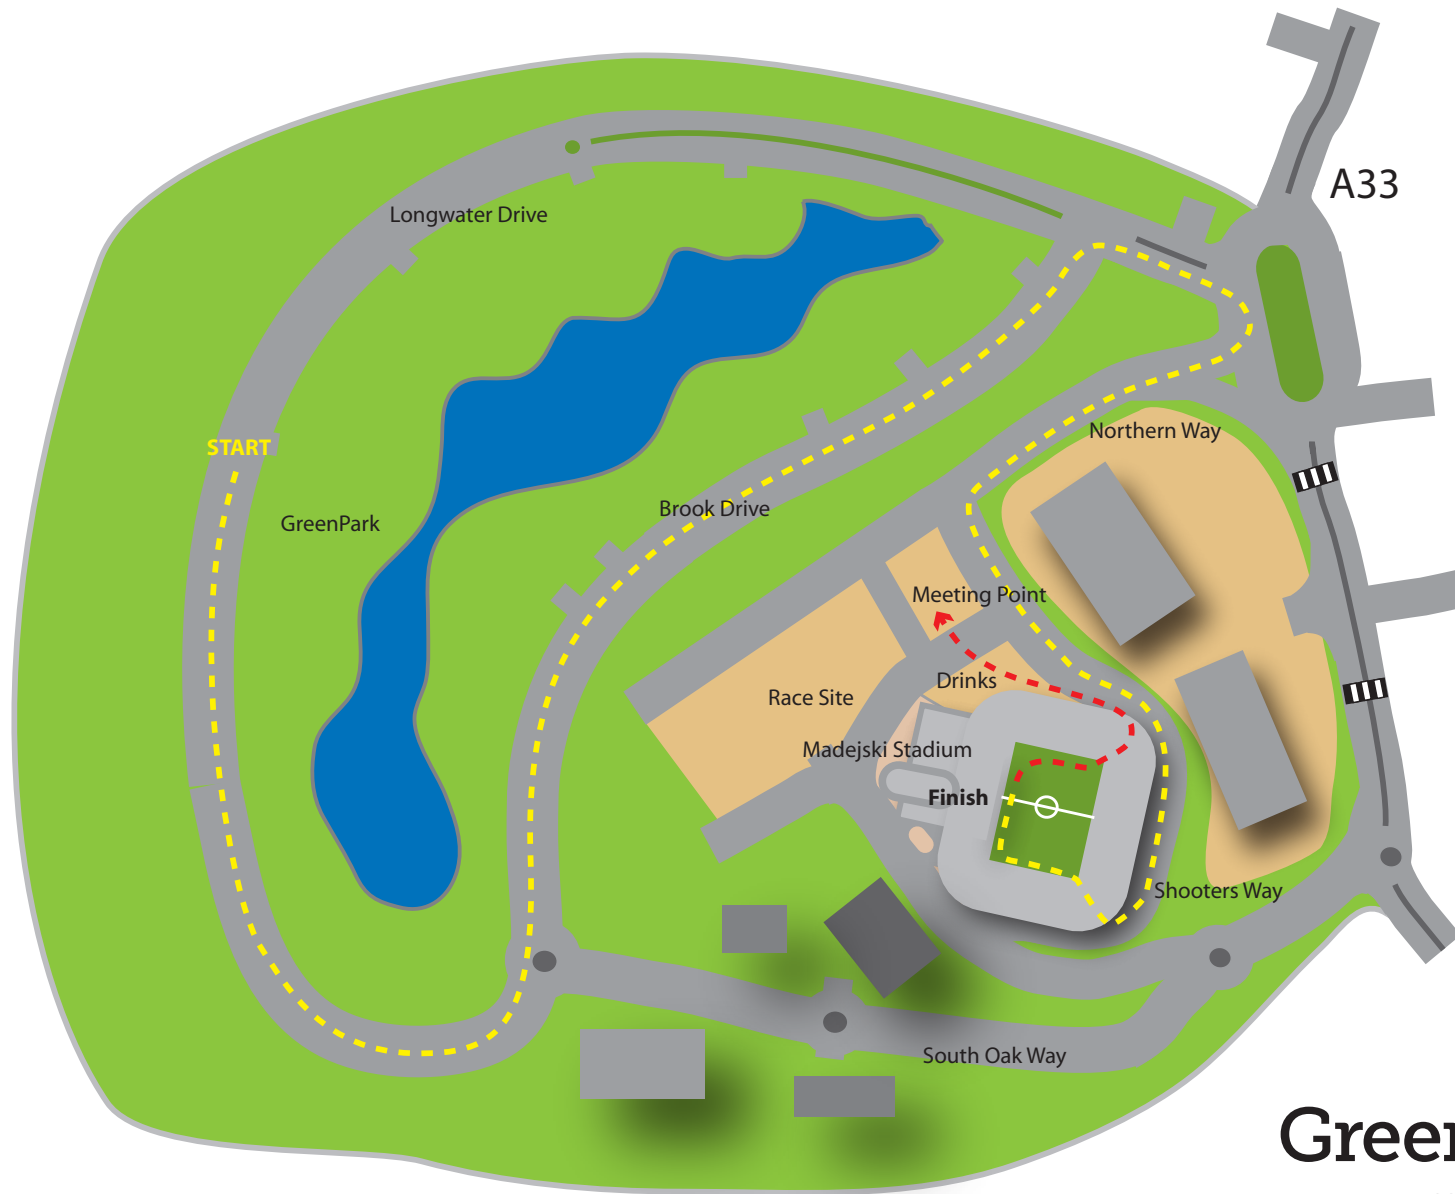 A33
Longwater Drive
START
Northern Way
GreenPark
Brook Drive
Meeting Point
Drinks
Race Site
Madejski Stadium
Finish
Shooters Way
South Oak Way
Green